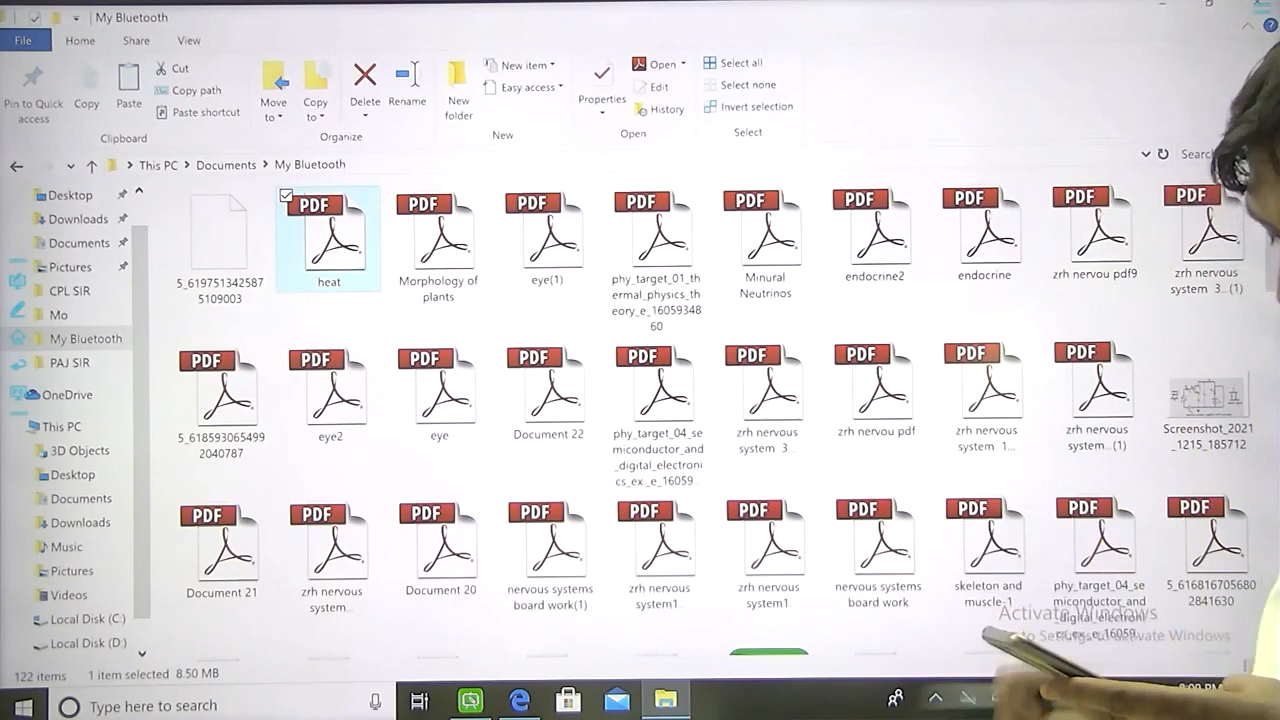 My Bluetooth
File Home Share View
Pin to Quick access
Copy
Paste
Cut
Copy path
Paste shortcut
Clipboard
Move to
Copy to
Delete
Rename
Organize
New folder
New item
Easy access
New
Properties
Open
Edit
History
Open
Select all
Select none
Invert selection
Select
This PC > Documents > My Bluetooth
Search
Desktop
Downloads
Documents
Pictures
CPL SIR
Mo
My Bluetooth
PAJ SIR
OneDrive
This PC
3D Objects
Desktop
Documents
Downloads
Music
Pictures
Videos
Local Disk (C:)
Local Disk (D:)
5_619751342587
5109003
PDF
heat
PDF
Morphology of
plants
PDF
eye(1)
PDF
phy_target_01_t
hermal_physics_th
eory_e_16059348
60
PDF
Minural
Neutrinos
PDF
endocrine2
PDF
endocrine
PDF
zrh nervou pdf9
PDF
zrh nervous
system 3...(1)
PDF
5_618593065499
2040787
PDF
eye2
PDF
eye
PDF
Document 22
PDF
phy_target_04_se
miconductor_and
_digital_electroni
cs_ex_e_16059...
PDF
zrh nervous
system 3...
PDF
zrh nervou pdf
PDF
zrh nervous
system 1...
PDF
zrh nervous
system...(1)
Screenshot_2021
_1215_185712
PDF
Document 21
PDF
zrh nervous
system...
PDF
Document 20
PDF
nervous systems
board work(1)
PDF
zrh nervous
system1...
PDF
zrh nervous
system1
PDF
nervous systems
board work
PDF
skeleton and
muscle-1
PDF
phy_target_04_se
miconductor_and
_digital_electroni
cs_ex_e_16059...
PDF
5_616816705680
2841630
Activate Windows
to Settings to activate Windows
122 items 1 item selected 8.50 MB
Type here to search